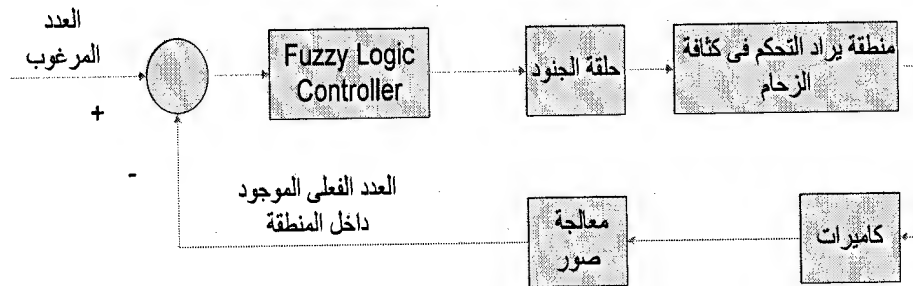 العدد
المرغوب
+
-
Fuzzy Logic
Controller
حلقة الجنود
منطقة يراد التحكم فى كثافة
الزحام
العدد الفعلى الموجود
داخل المنطقة
معالجة
صور
كاميرات